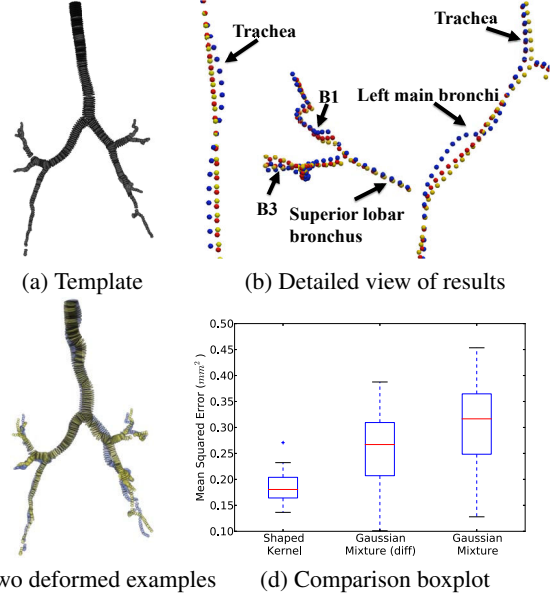 Trachea
Trachea
B1
Left main bronchi
B3
Superior lobar
bronchus
(a) Template
(b) Detailed view of results
wo deformed examples
Mean Squared Error (mm²)
0.50
0.45
0.40
0.35
0.30
0.25
0.20
0.15
0.10
Shaped
Kernel
Gaussian
Mixture (diff)
Gaussian
Mixture
(d) Comparison boxplot